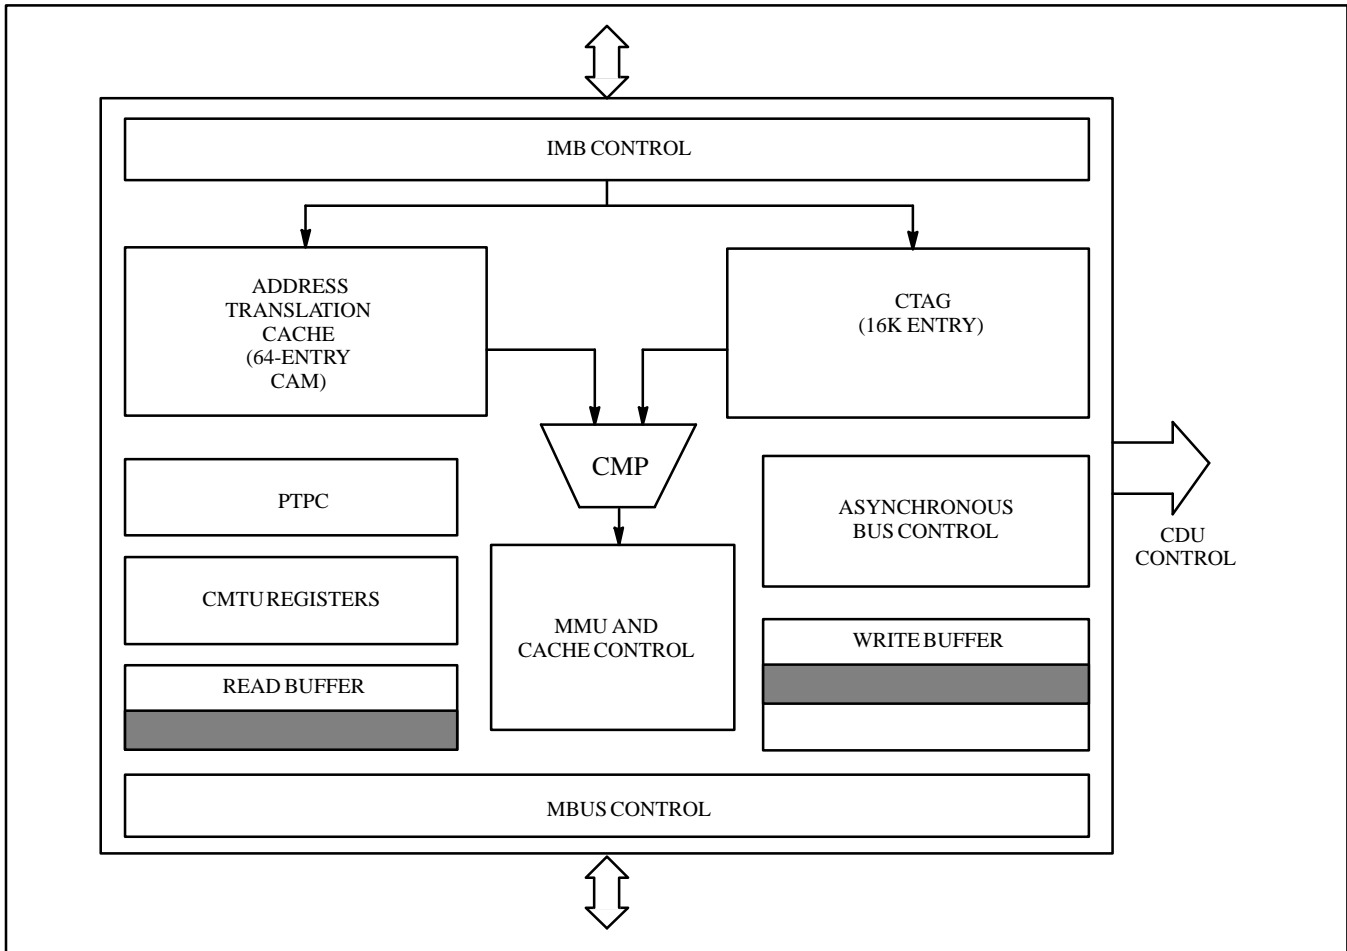 IMB CONTROL
ADDRESS
TRANSLATION
CACHE
(64-ENTRY
CAM)
CTAG
(16K ENTRY)
CMP
PTPC
ASYNCHRONOUS
BUS CONTROL
CDU
CONTROL
CMTU REGISTERS
MMU AND
CACHE CONTROL
WRITE BUFFER
READ BUFFER
MBUS CONTROL